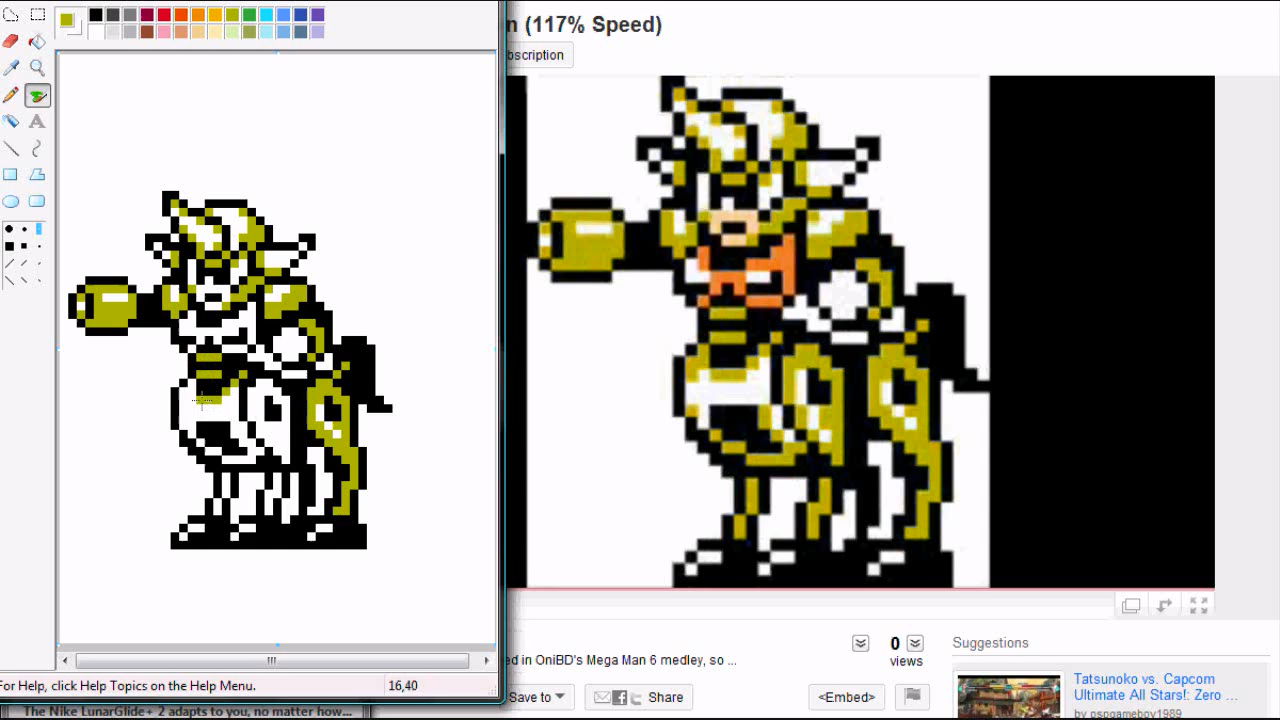 n (117% Speed)
bscription
A
0
views
Suggestions
ed in OniBD's Mega Man 6 medley, so ...
Tatsunoko vs. Capcom
Ultimate All Stars!: Zero ...
by pspgameboy1989
Save to
Share
<Embed>
For Help, click Help Topics on the Help Menu.
16,40
The Nike LunarGlide+ 2 adapts to you, no matter how...